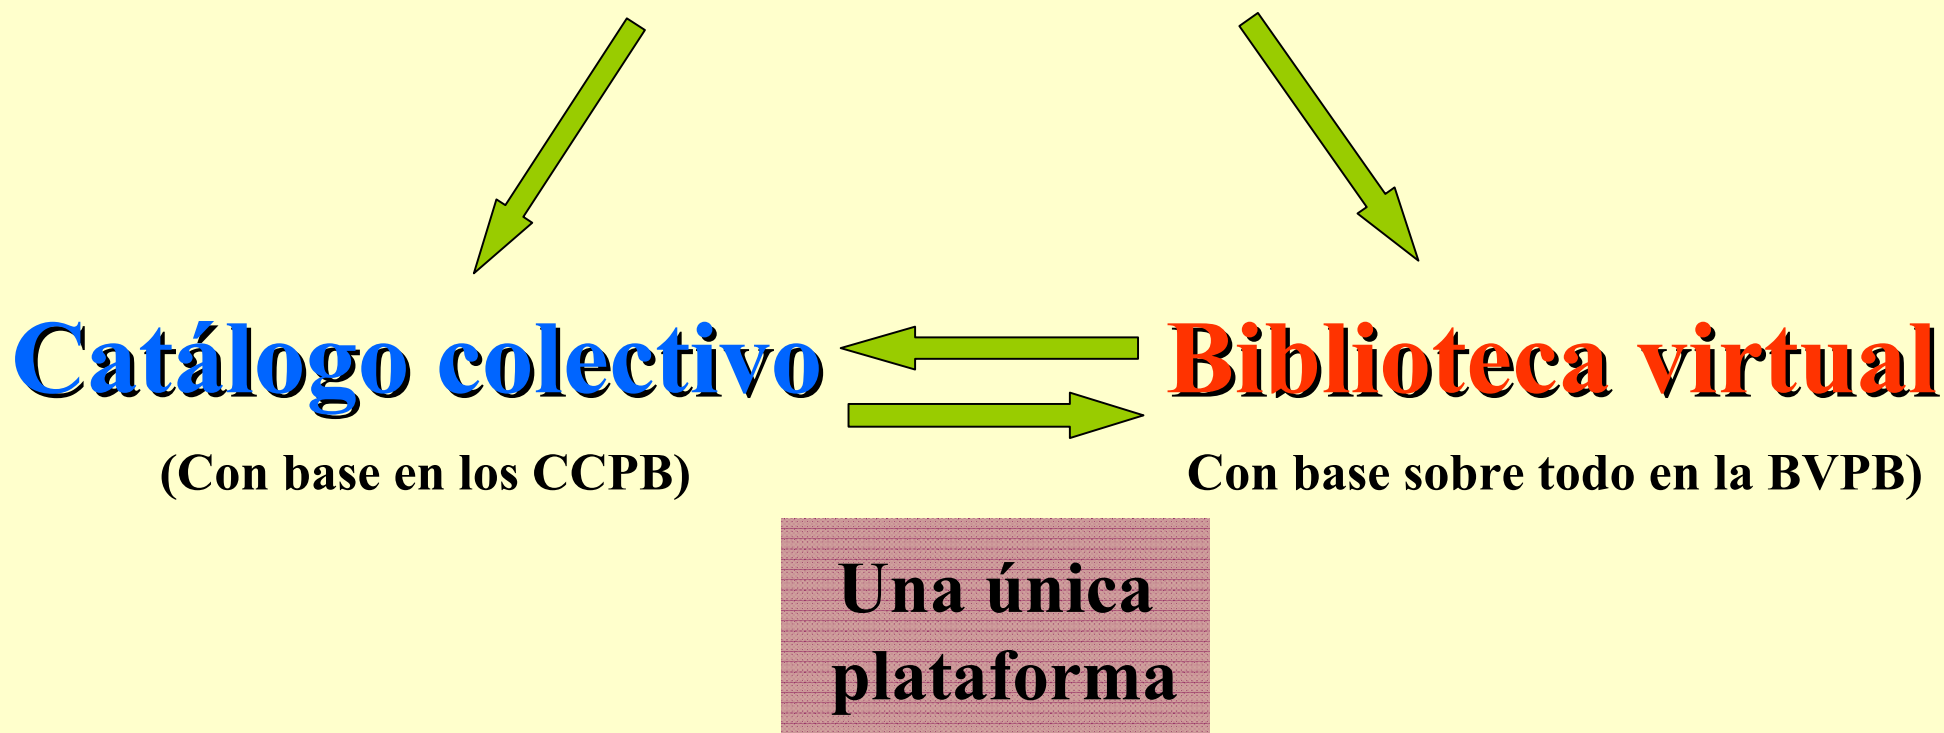 Catálogo colectivo
Biblioteca virtual
(Con base en los CCPB)
Con base sobre todo en la BVPB)
Una única
plataforma